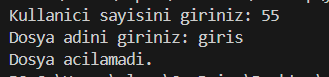 Kullanici sayisini giriniz: 55
Dosya adini giriniz: giris
Dosya acilamadi.